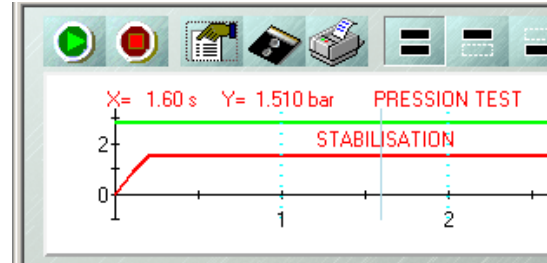 X= 1.60 s Y= 1.510 bar PRESSION TEST
2 STABILISATION
0
1 2